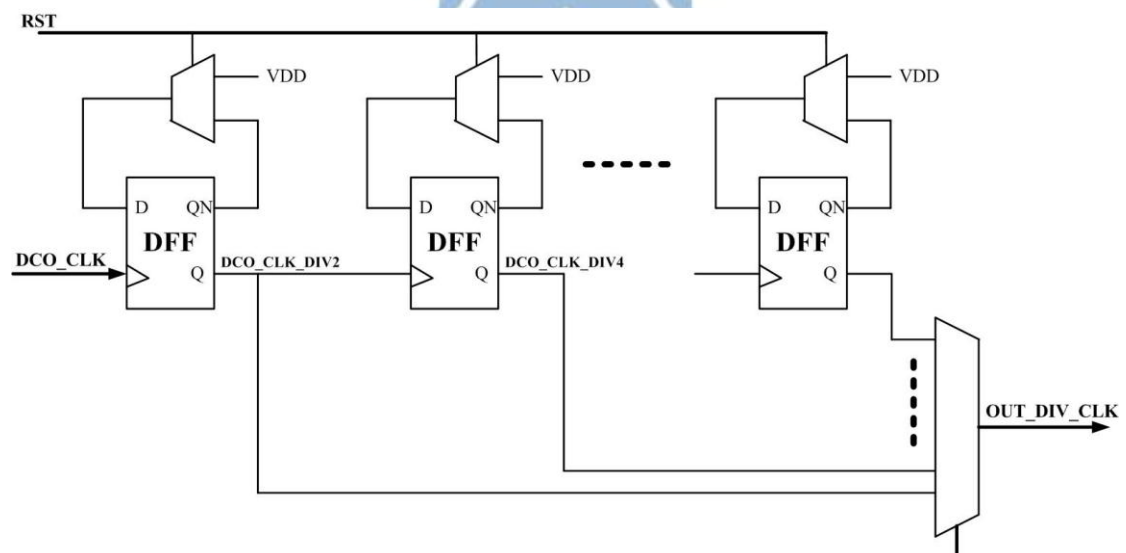 RST
VDD
VDD
VDD
D QN
DFF
Q
D QN
DFF
Q
D QN
DFF
Q
DCO_CLK
DCO_CLK_DIV2
DCO_CLK_DIV4
OUT_DIV_CLK